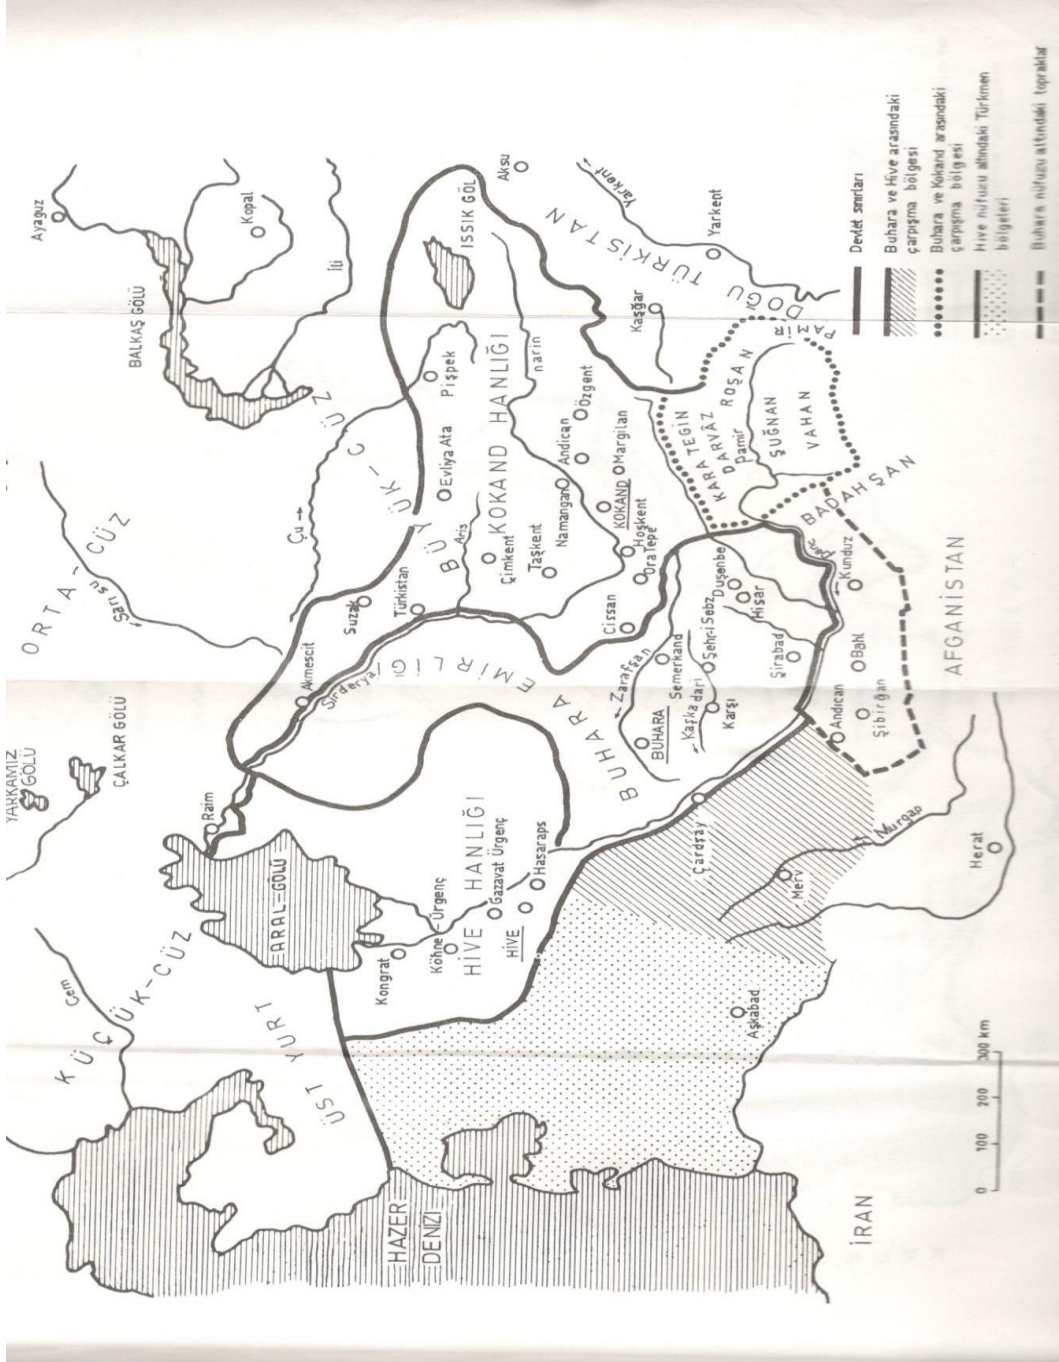 Ayaguz
Kopal
BALKAŞ GÖLÜ
İli
ISSIK GÖL
Aksu
Yarkent →
Yarkent
DOĞU TÜRKİSTAN
Kaşğar
Pişpek
narin
KOKAND HANLIĞI
Evliya Ata
BÜYÜK-CÜZ
Çu →
ORTA-CÜZ
Sarısu
Suzak
Türkistan
Aris
Çimkent
Taşkent
Namangan
Andican
Özgent
KOKAND
Margilan
Hoşkent
Ora Tepe
Cissan
KARA TEGİN
DARVÂZ
Pamir
ROŞAN
ŞUĞNAN
VAHAN
PAMİR
BADAHŞAN
Penc
Kunduz
Duşenbe
Hisar
Şirabad
Şehr-i Sebz
Semerkand
Zarafşan
Kaşka dari
Karşı
BUHARA
BUHARA EMİRLİĞİ
Sirderya
Akmescit
YARKAMIZ
GÖLÜ
ÇALKAR GÖLÜ
Raim
ARAL-GÖLÜ
Kongrat
Köhne-Ürgenç
HİVE HANLIĞI
Gazavat Ürgenç
HİVE
Hasaraps
Çardşay
Merv
Murgap
Herat
Andican
Şibirğan
Bahl
AFGANİSTAN
Aşkabad
KÜÇÜK-CÜZ
Cem
ÜST YURT
HAZER
DENİZİ
İRAN
0 100 200 300 km
Devlet sınırları
Buhara ve Hive arasındaki
çarpışma bölgesi
Buhara ve Kokand arasındaki
çarpışma bölgesi
Hive nüfuzu altındaki Türkmen
bölgeleri
Buhara nüfuzu altındaki topraklar